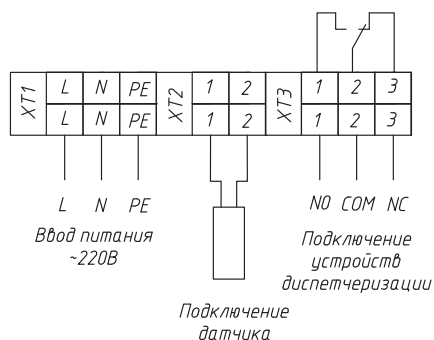 XT1 L N PE XT2 1 2 XT3 1 2 3
L N PE 1 2 1 2 3
L N PE
Ввод питания
~220В
NO COM NC
Подключение
устройств
диспетчеризации
Подключение
датчика